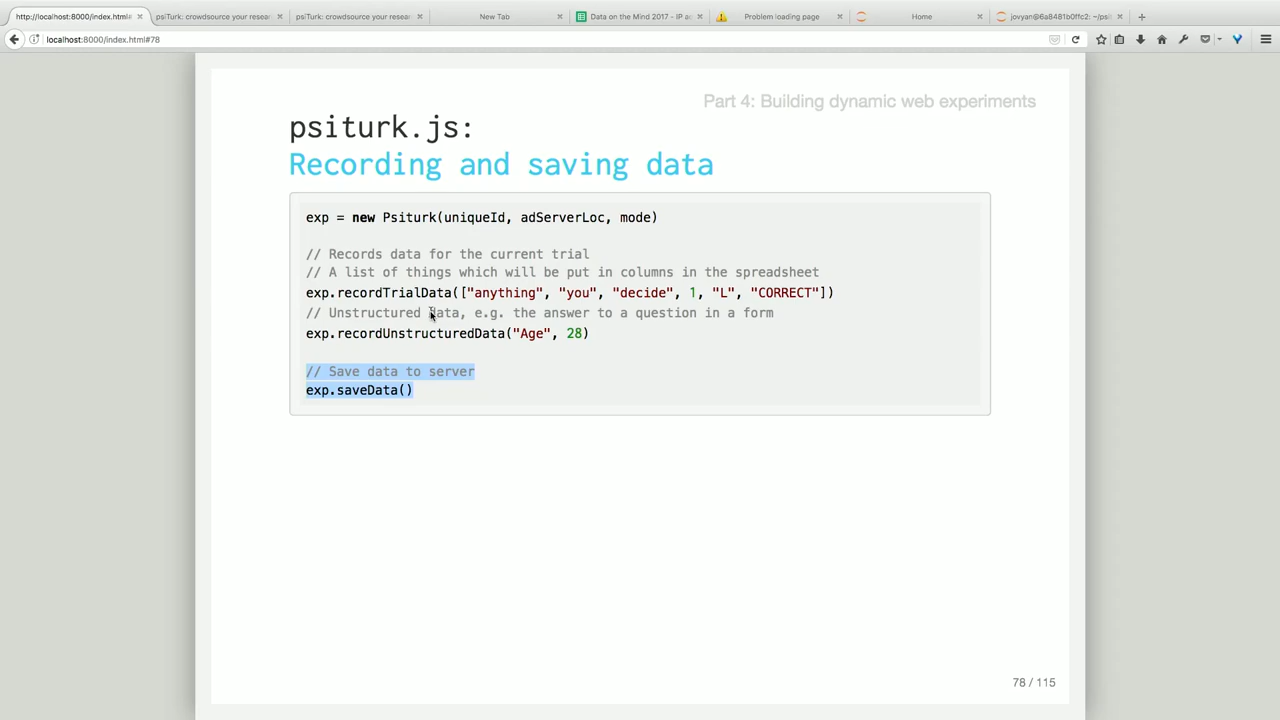 http://localhost:8000/index.html#
psiTurk: crowdsource your resear
psiTurk: crowdsource your resear
New Tab
Data on the Mind 2017 - IP a
Problem loading page
Home
jovyan@6a8481b0ffc2: ~/psi
localhost:8000/index.html#78
Part 4: Building dynamic web experiments
psiturk.js:
Recording and saving data
exp = new Psiturk(uniqueId, adServerLoc, mode)
// Records data for the current trial
// A list of things which will be put in columns in the spreadsheet
exp.recordTrialData(["anything", "you", "decide", 1, "L", "CORRECT"])
// Unstructured data, e.g. the answer to a question in a form
exp.recordUnstructuredData("Age", 28)
// Save data to server
exp.saveData()
78 / 115